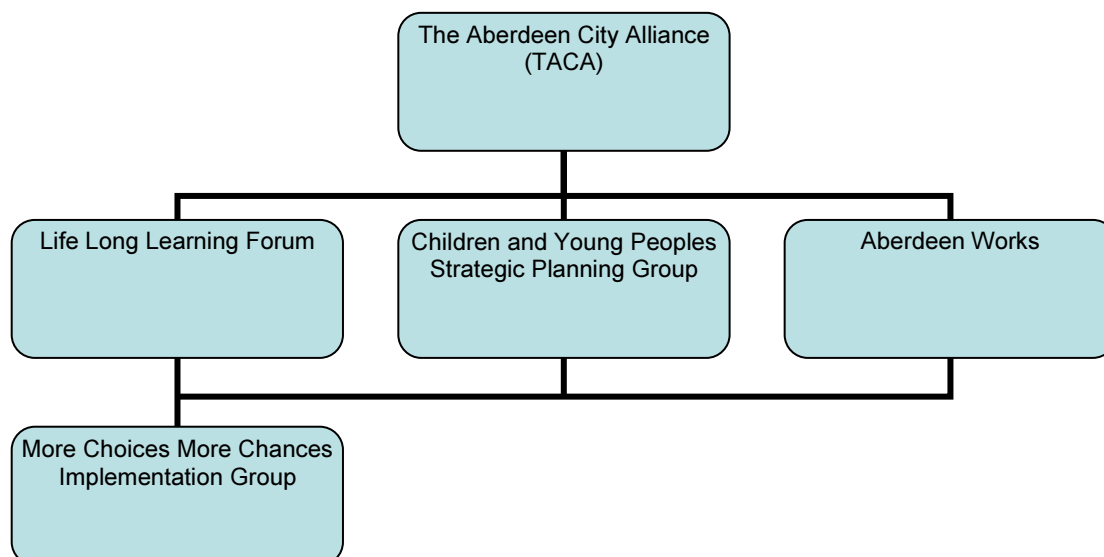 The Aberdeen City Alliance
(TACA)
Life Long Learning Forum
Children and Young Peoples
Strategic Planning Group
Aberdeen Works
More Choices More Chances
Implementation Group